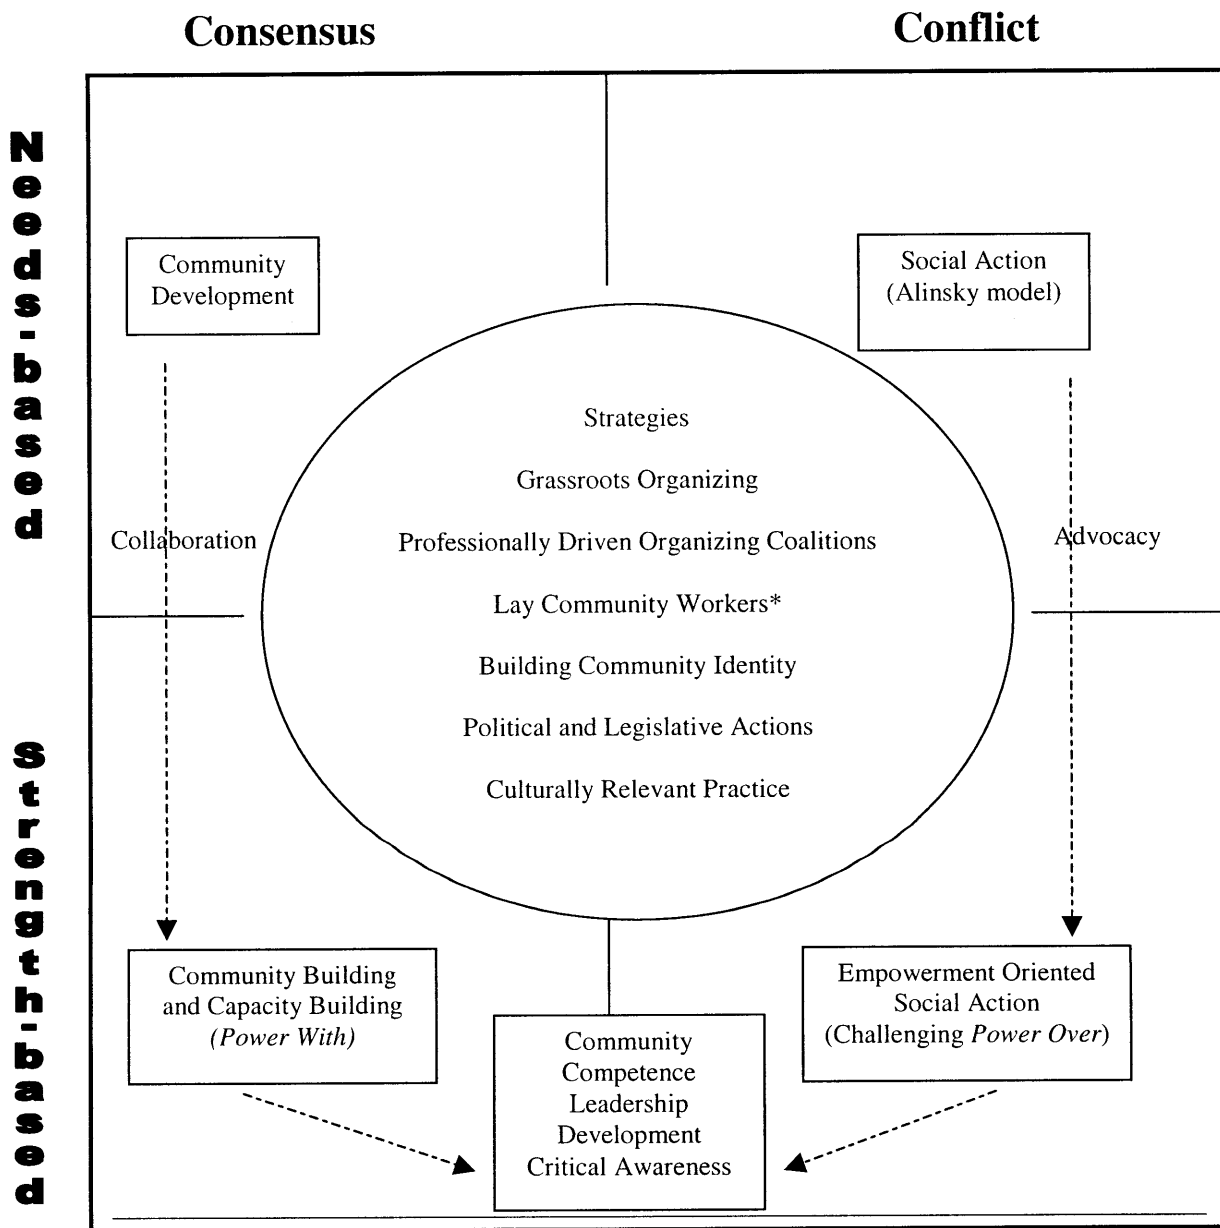 Consensus
Conflict
Needs-based
Community
Development
Social Action
(Alinsky model)
Strategies
Grassroots Organizing
Professionally Driven Organizing Coalitions
Collaboration
Advocacy
Lay Community Workers*
Building Community Identity
Political and Legislative Actions
Culturally Relevant Practice
Strength-based
Community Building
and Capacity Building
(Power With)
Empowerment Oriented
Social Action
(Challenging Power Over)
Community
Competence
Leadership
Development
Critical Awareness